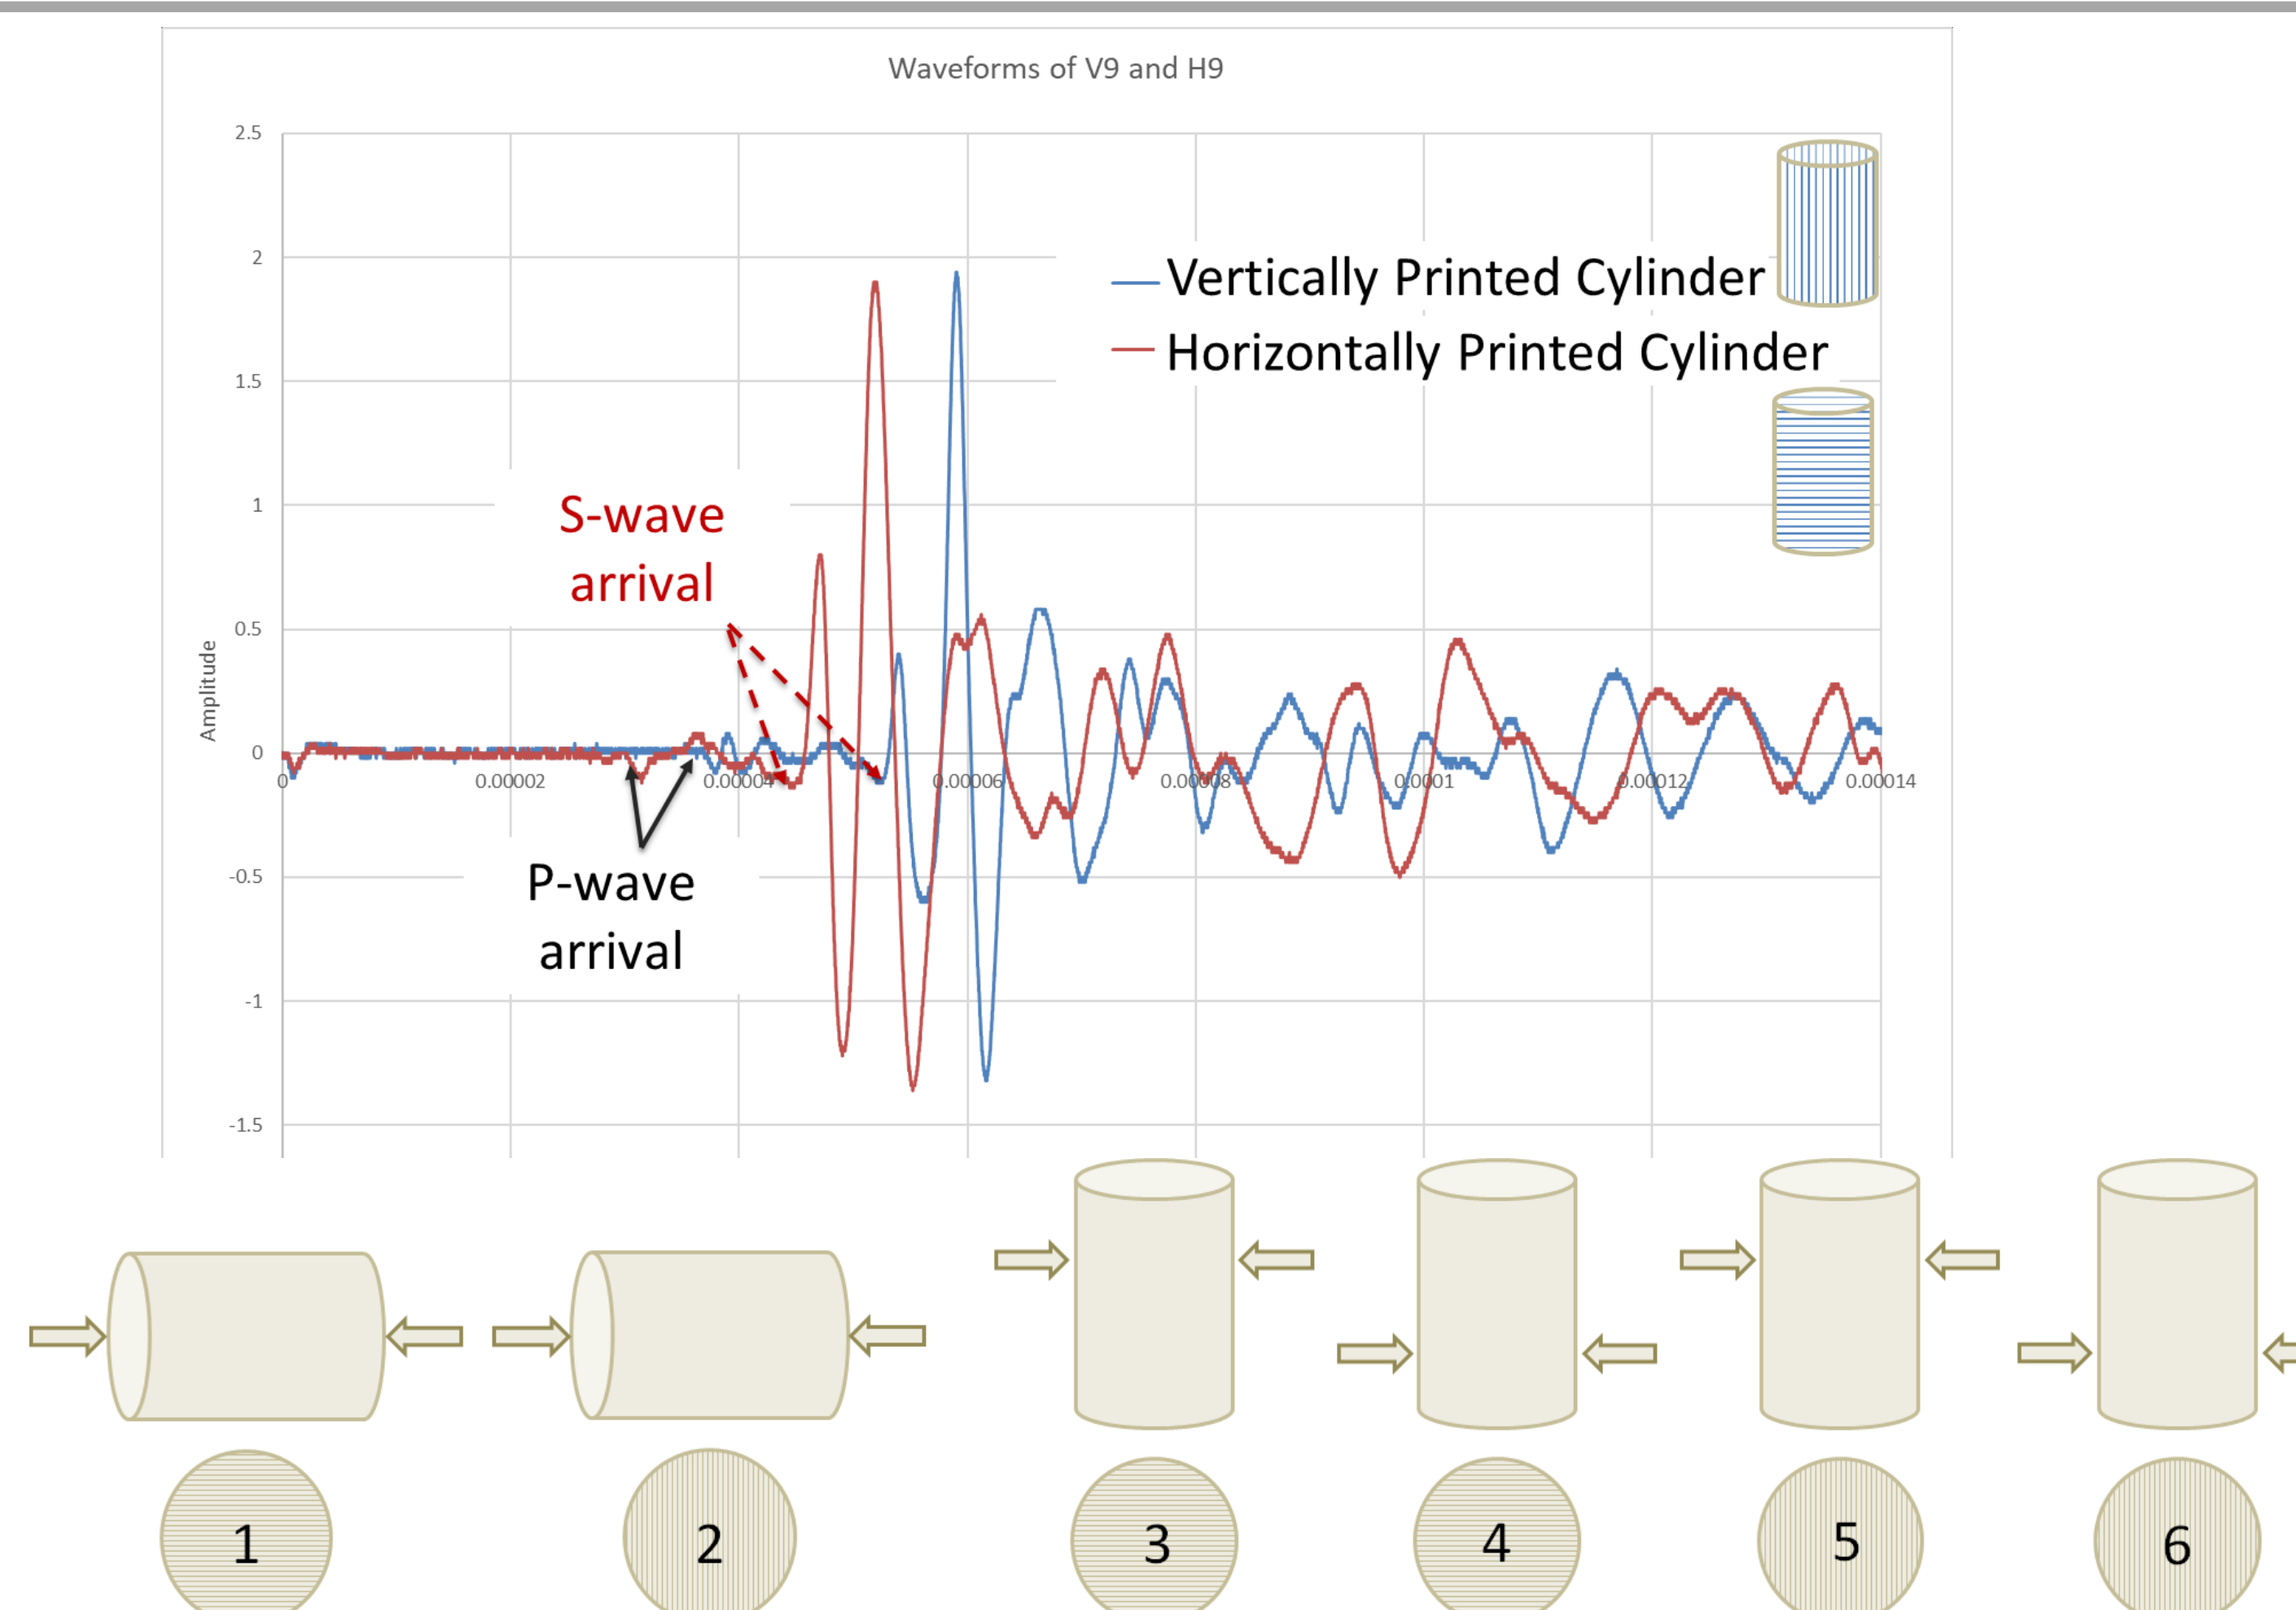 Waveforms of V9 and H9
2.5
2
1.5
1
0.5
0
-0.5
-1
-1.5
Amplitude
Vertically Printed Cylinder
Horizontally Printed Cylinder
S-wave
arrival
P-wave
arrival
0
0.00002
0.00004
0.00006
0.00008
0.0001
0.00012
0.00014
1
2
3
4
5
6